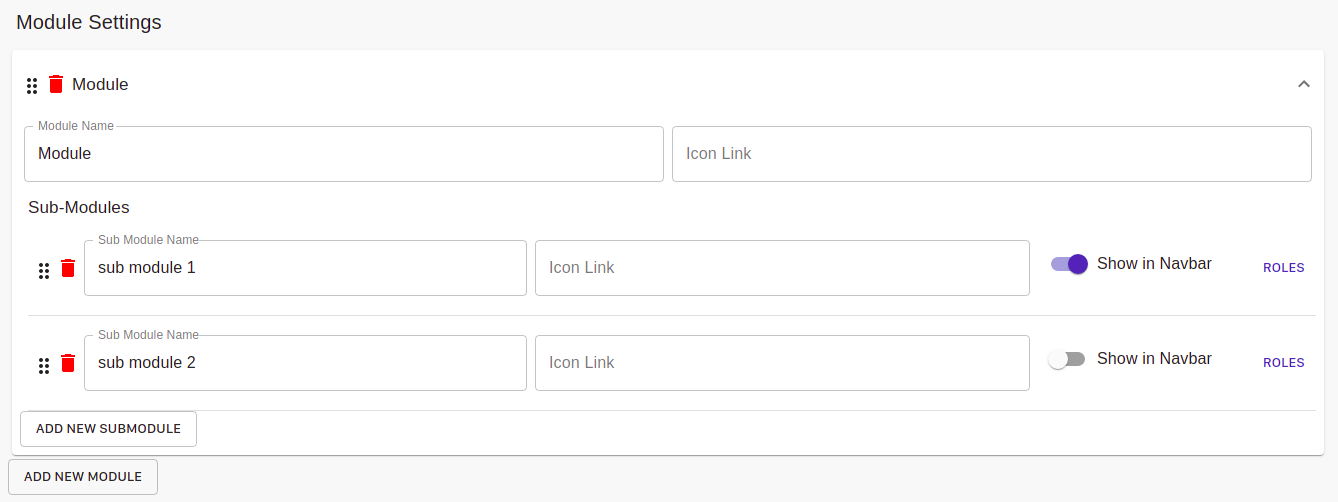 Module Settings
Module
Module Name
Module
Icon Link
Sub-Modules
Sub Module Name
sub module 1
Icon Link
Show in Navbar
ROLES
Sub Module Name
sub module 2
Icon Link
Show in Navbar
ROLES
ADD NEW SUBMODULE
ADD NEW MODULE